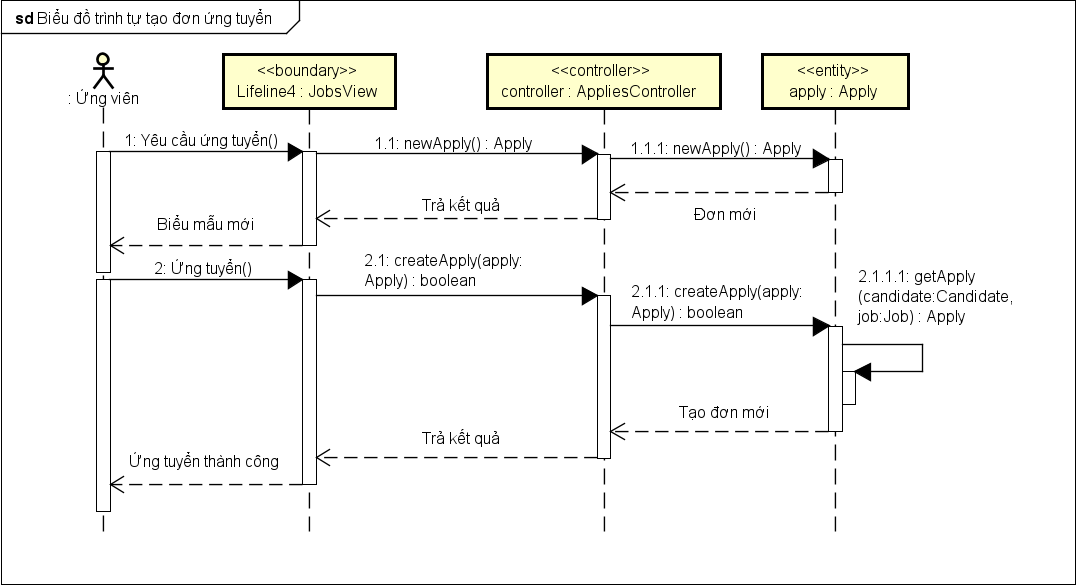 sd Biểu đồ trình tự tạo đơn ứng tuyển
: Ứng viên
<<boundary>>
Lifeline4 : JobsView
<<controller>>
controller : AppliesController
<<entity>>
apply : Apply
1: Yêu cầu ứng tuyển()
1.1: newApply() : Apply
1.1.1: newApply() : Apply
Đơn mới
Trả kết quả
Biểu mẫu mới
2: Ứng tuyển()
2.1: createApply(apply:
Apply) : boolean
2.1.1: createApply(apply:
Apply) : boolean
2.1.1.1: getApply
(candidate:Candidate,
job:Job) : Apply
Tạo đơn mới
Trả kết quả
Ứng tuyển thành công